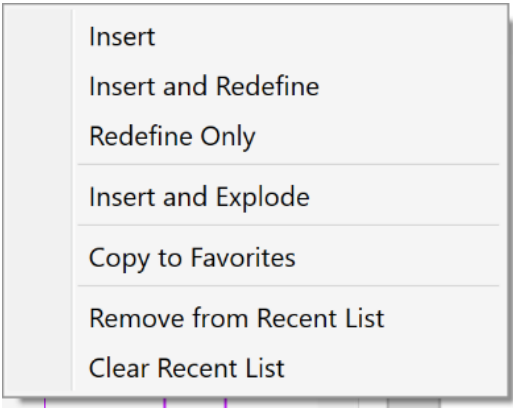 Insert
Insert and Redefine
Redefine Only
Insert and Explode
Copy to Favorites
Remove from Recent List
Clear Recent List